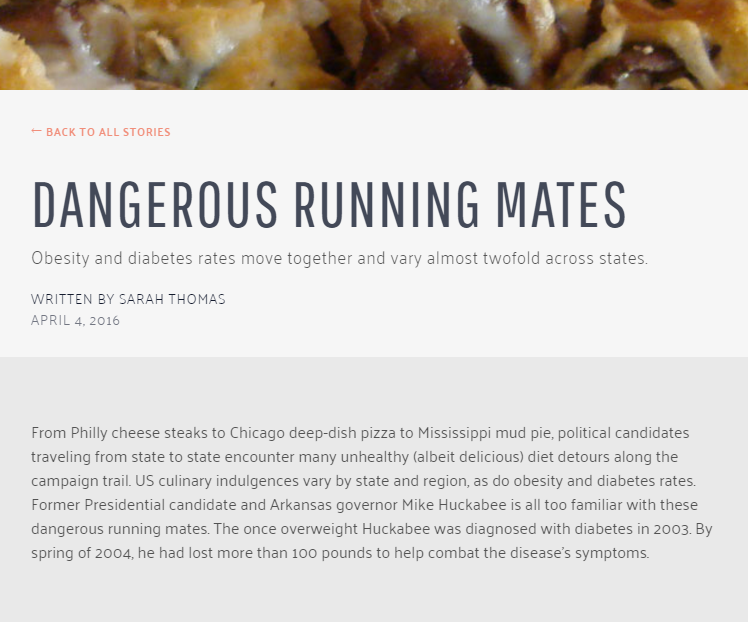 ← BACK TO ALL STORIES
DANGEROUS RUNNING MATES
Obesity and diabetes rates move together and vary almost twofold across states.
WRITTEN BY SARAH THOMAS
APRIL 4, 2016
From Philly cheese steaks to Chicago deep-dish pizza to Mississippi mud pie, political candidates
traveling from state to state encounter many unhealthy (albeit delicious) diet detours along the
campaign trail. US culinary indulgences vary by state and region, as do obesity and diabetes rates.
Former Presidential candidate and Arkansas governor Mike Huckabee is all too familiar with these
dangerous running mates. The once overweight Huckabee was diagnosed with diabetes in 2003. By
spring of 2004, he had lost more than 100 pounds to help combat the disease's symptoms.